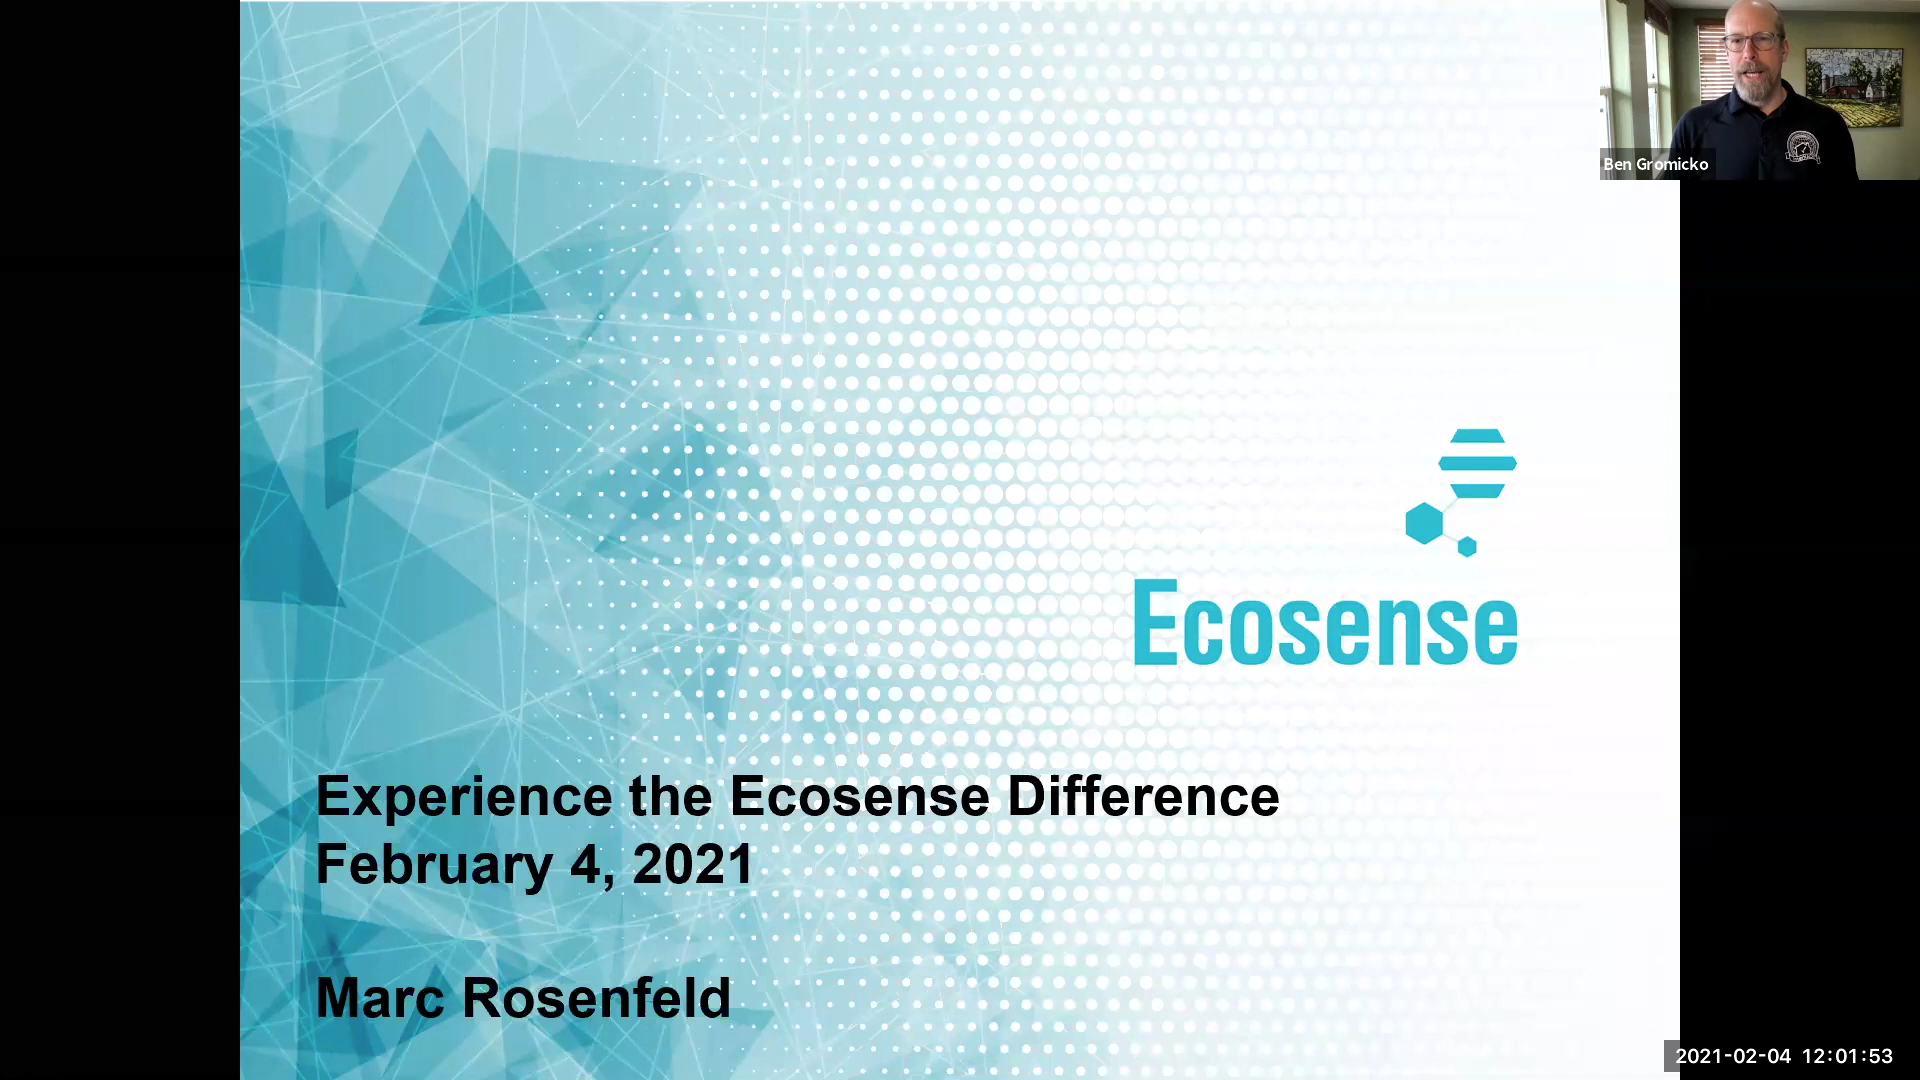 Ben Gromicko
Ecosense
Experience the Ecosense Difference
February 4, 2021
Marc Rosenfeld
2021-02-04 12:01:53